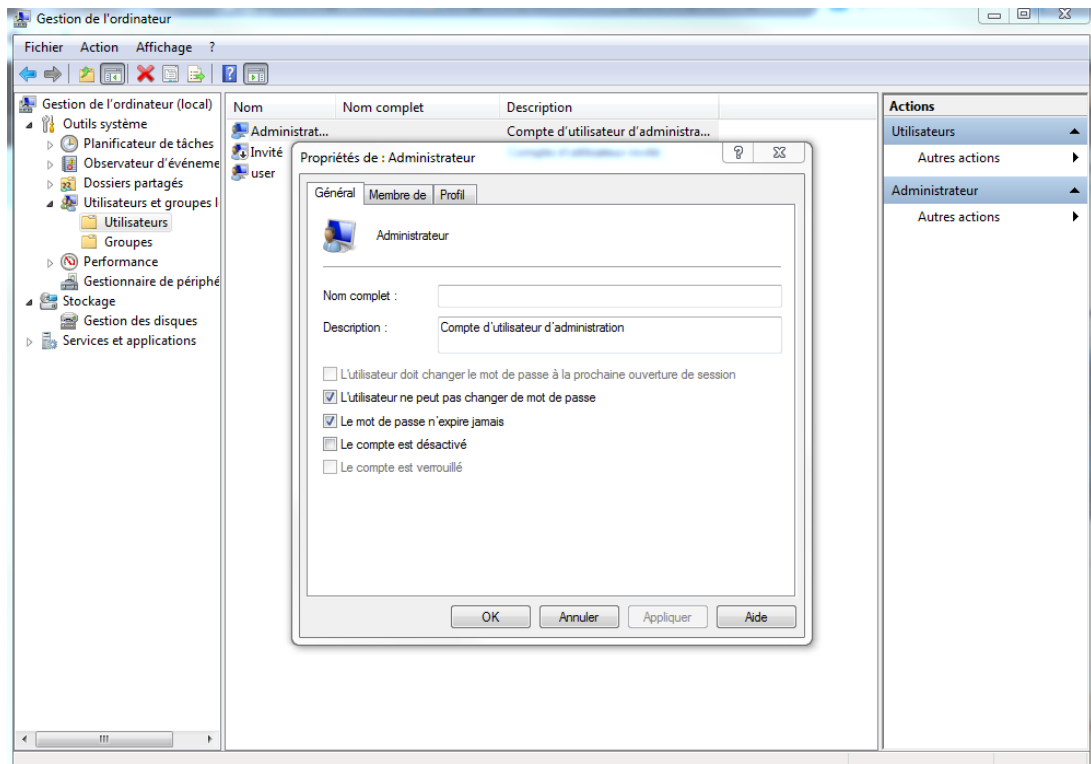 Gestion de l'ordinateur
Fichier Action Affichage ?
Gestion de l'ordinateur (local)
Outils système
Planificateur de tâches
Observateur d'événeme
Dossiers partagés
Utilisateurs et groupes l
Utilisateurs
Groupes
Performance
Gestionnaire de périphé
Stockage
Gestion des disques
Services et applications
Nom Nom complet Description
Administrat... Compte d'utilisateur d'administra...
Invité
user
Propriétés de : Administrateur
Général Membre de Profil
Administrateur
Nom complet :
Description : Compte d'utilisateur d'administration
L'utilisateur doit changer le mot de passe à la prochaine ouverture de session
L'utilisateur ne peut pas changer de mot de passe
Le mot de passe n'expire jamais
Le compte est désactivé
Le compte est verrouillé
OK Annuler Appliquer Aide
Actions
Utilisateurs
Autres actions
Administrateur
Autres actions